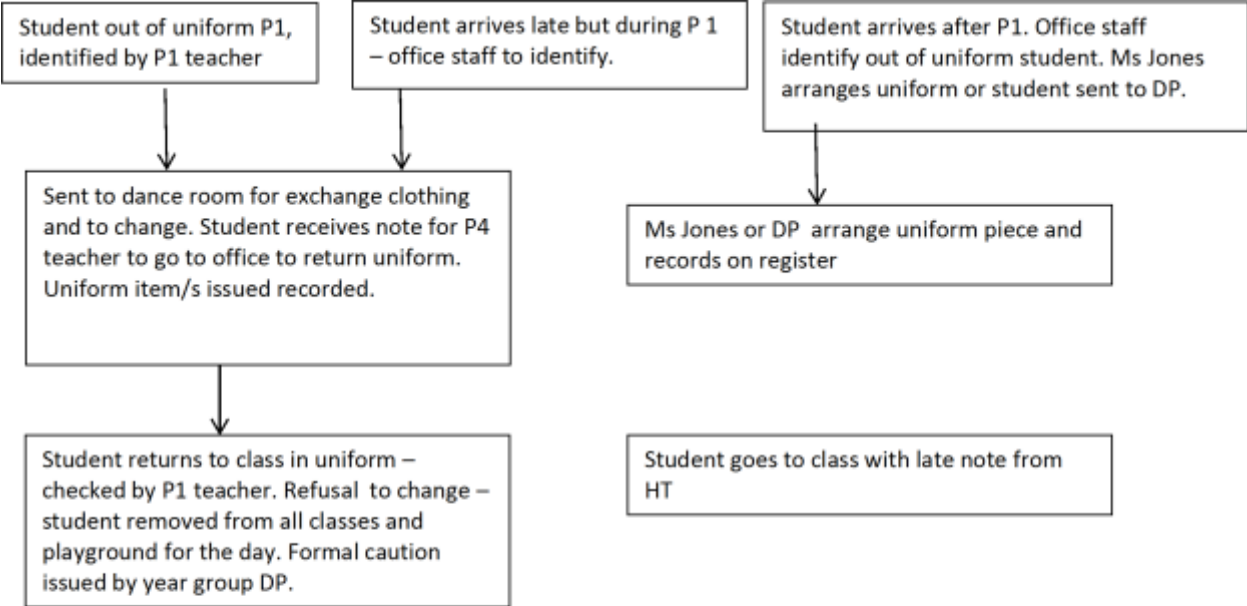 Student out of uniform P1,
identified by P1 teacher
Student arrives late but during P 1
– office staff to identify.
Student arrives after P1. Office staff
identify out of uniform student. Ms Jones
arranges uniform or student sent to DP.
Sent to dance room for exchange clothing
and to change. Student receives note for P4
teacher to go to office to return uniform.
Uniform item/s issued recorded.
Ms Jones or DP  arrange uniform piece and
records on register
Student returns to class in uniform –
checked by P1 teacher. Refusal  to change –
student removed from all classes and
playground for the day. Formal caution
issued by year group DP.
Student goes to class with late note from
HT